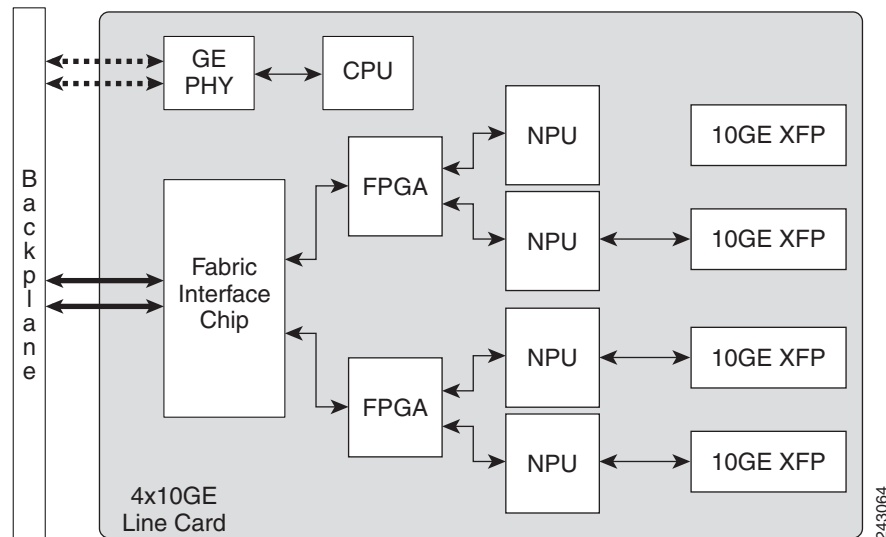 Backplane
GE
PHY
CPU
NPU
10GE XFP
FPGA
NPU
10GE XFP
Fabric
Interface
Chip
NPU
10GE XFP
FPGA
NPU
10GE XFP
4x10GE
Line Card
243064